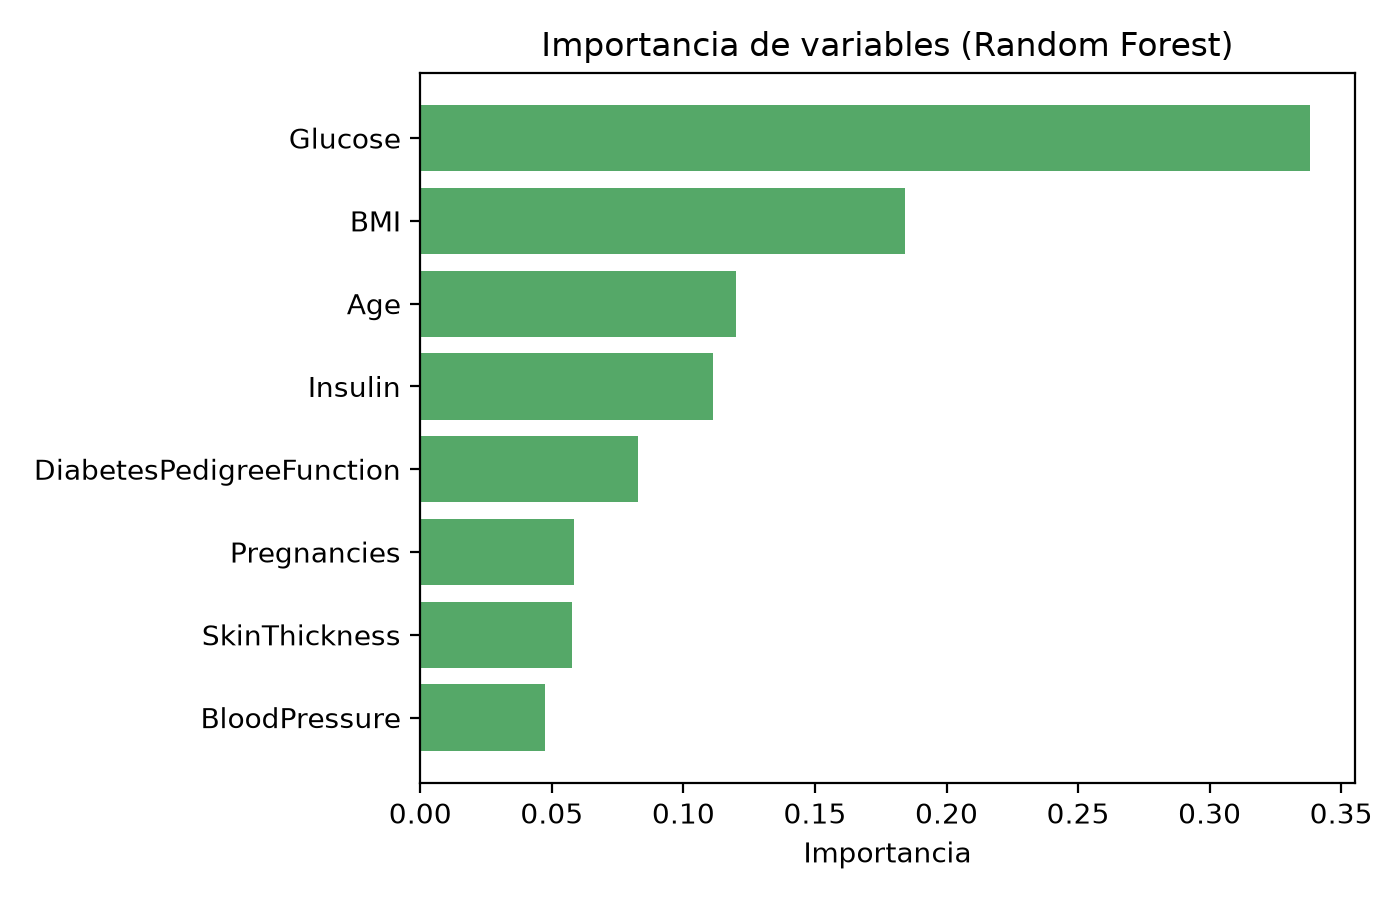 Importancia de variables (Random Forest)
Glucose
BMI
Age
Insulin
DiabetesPedigreeFunction
Pregnancies
SkinThickness
BloodPressure
0.00 0.05 0.10 0.15 0.20 0.25 0.30 0.35
Importancia